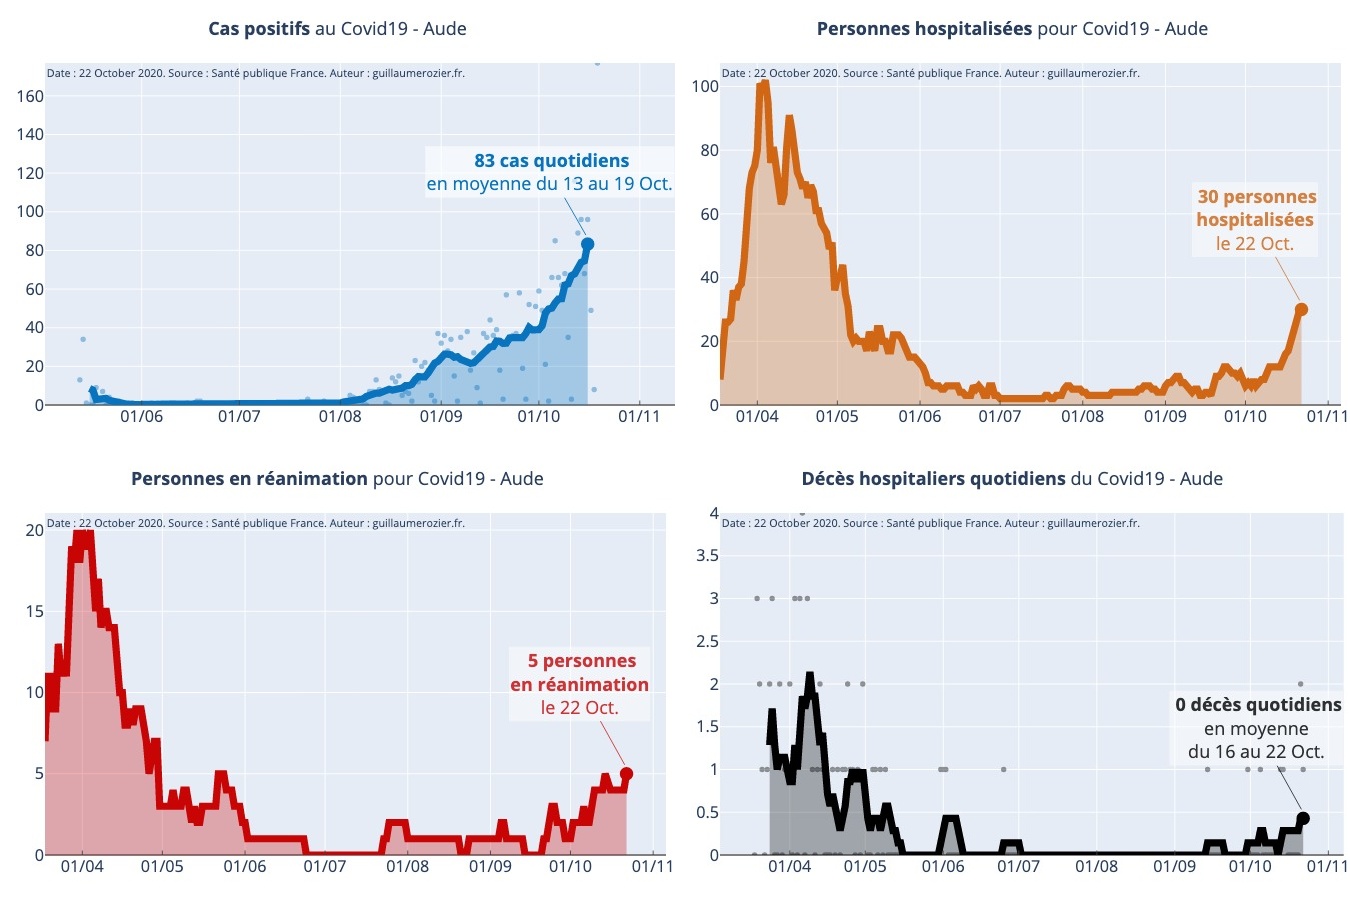 Cas positifs au Covid19 - Aude
Date : 22 October 2020. Source : Santé publique France. Auteur : guillaumerozier.fr.
160
140
120
100
80
60
40
20
0
83 cas quotidiens
en moyenne du 13 au 19 Oct.
01/06 01/07 01/08 01/09 01/10 01/11
Personnes hospitalisées pour Covid19 - Aude
Date : 22 October 2020. Source : Santé publique France. Auteur : guillaumerozier.fr.
100
80
60
40
20
0
30 personnes
hospitalisées
le 22 Oct.
01/04 01/05 01/06 01/07 01/08 01/09 01/10 01/11
Personnes en réanimation pour Covid19 - Aude
Date : 22 October 2020. Source : Santé publique France. Auteur : guillaumerozier.fr.
20
15
10
5
0
5 personnes
en réanimation
le 22 Oct.
01/04 01/05 01/06 01/07 01/08 01/09 01/10 01/11
Décès hospitaliers quotidiens du Covid19 - Aude
Date : 22 October 2020. Source : Santé publique France. Auteur : guillaumerozier.fr.
4
3.5
3
2.5
2
1.5
1
0.5
0
0 décès quotidiens
en moyenne
du 16 au 22 Oct.
01/04 01/05 01/06 01/07 01/08 01/09 01/10 01/11